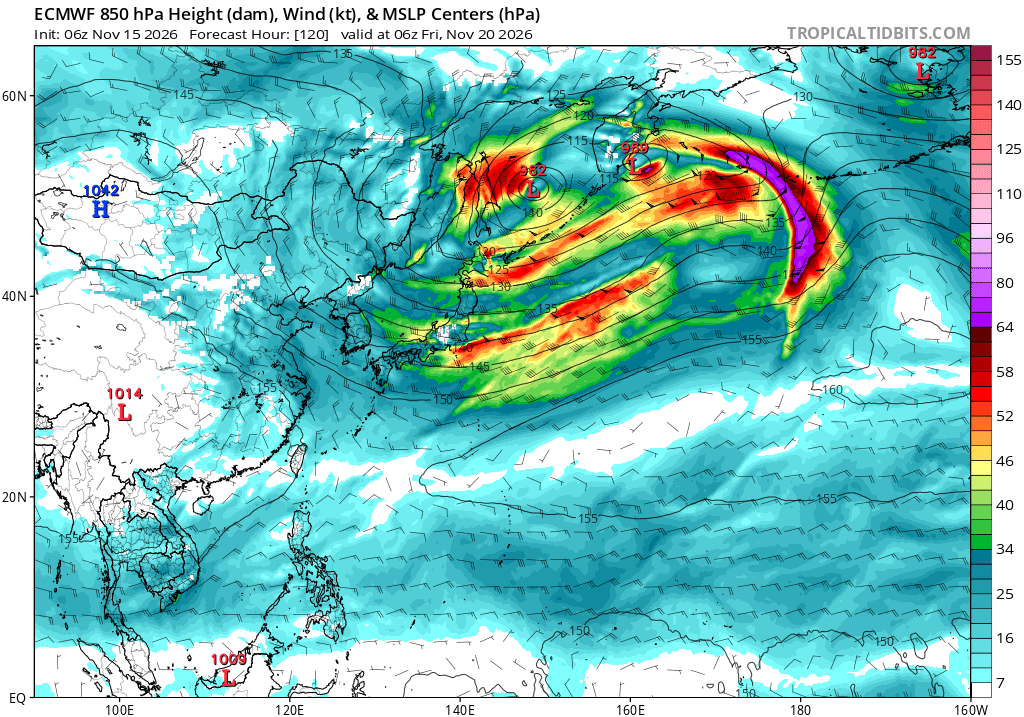 ECMWF 850 hPa Height (dam), Wind (kt), & MSLP Centers (hPa)
Init: 06z Nov 15 2026   Forecast Hour: [120]   valid at 06z Fri, Nov 20 2026
TROPICALTIDBITS.COM
135
982
L
155
60N
145
125
130
140
120
115
989
L
125
982
L
115
1042
H
110
110
135
96
120
140
125
130
80
40N
135
64
155
145
58
155
160
1014
L
150
52
46
20N
155
155
40
155
34
25
150
150
16
1009
L
7
150
EQ
100E
120E
140E
160E
180
160W